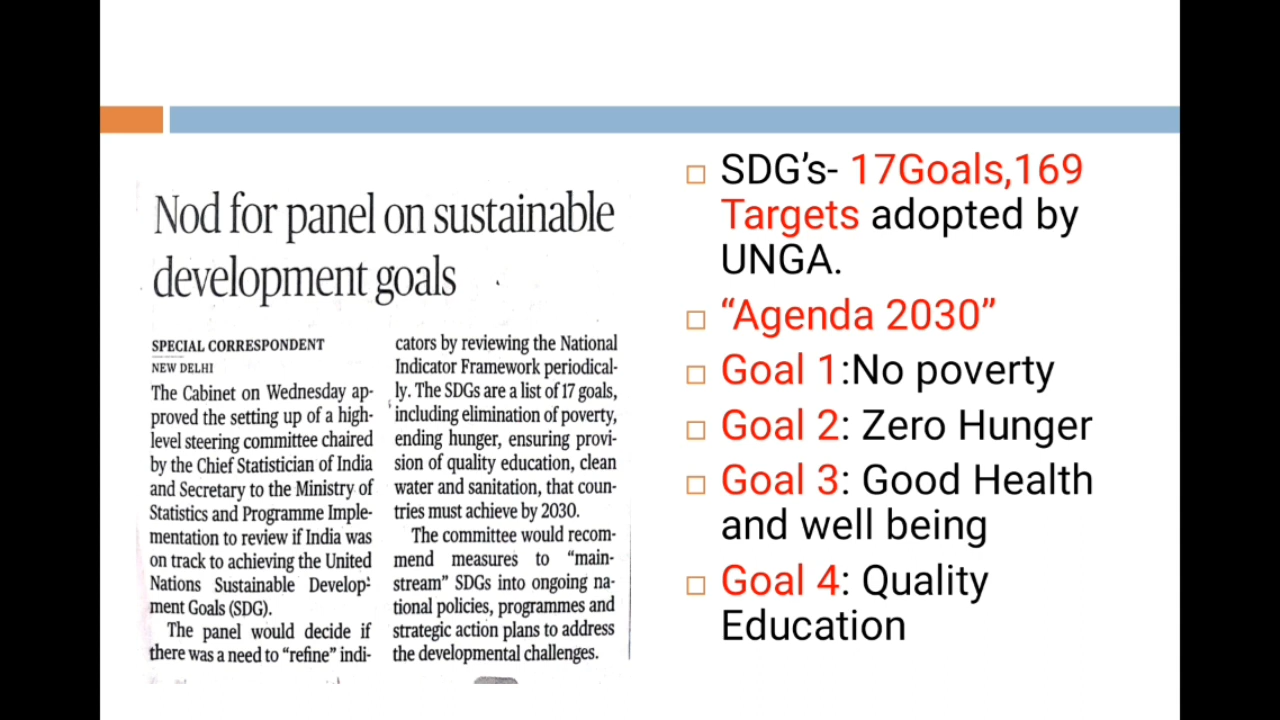 Nod for panel on sustainable
development goals
SPECIAL CORRESPONDENT
NEW DELHI
The Cabinet on Wednesday ap-
proved the setting up of a high-
level steering committee chaired
by the Chief Statistician of India
and Secretary to the Ministry of
Statistics and Programme Imple-
mentation to review if India was
on track to achieving the United
Nations Sustainable Develop-
ment Goals (SDG).
The panel would decide if
there was a need to “refine” indi-
cators by reviewing the National
Indicator Framework periodical-
ly. The SDGs are a list of 17 goals,
including elimination of poverty,
ending hunger, ensuring provi-
sion of quality education, clean
water and sanitation, that coun-
tries must achieve by 2030.
The committee would recom-
mend measures to “main-
stream” SDGs into ongoing na-
tional policies, programmes and
strategic action plans to address
the developmental challenges.
SDG’s- 17Goals,169
Targets adopted by
UNGA.
“Agenda 2030”
Goal 1:No poverty
Goal 2: Zero Hunger
Goal 3: Good Health
and well being
Goal 4: Quality
Education